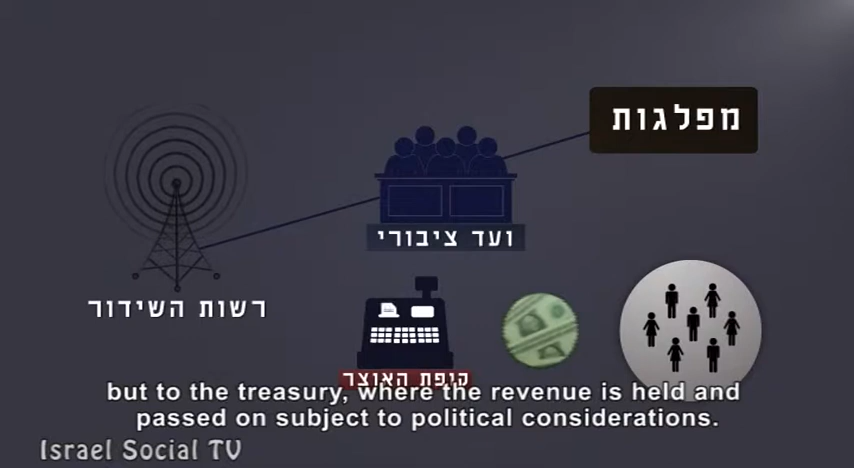 מפלגות
ועד ציבורי
רשות השידור
קיפת האוצר
but to the treasury, where the revenue is held and
passed on subject to political considerations.
Israel Social TV